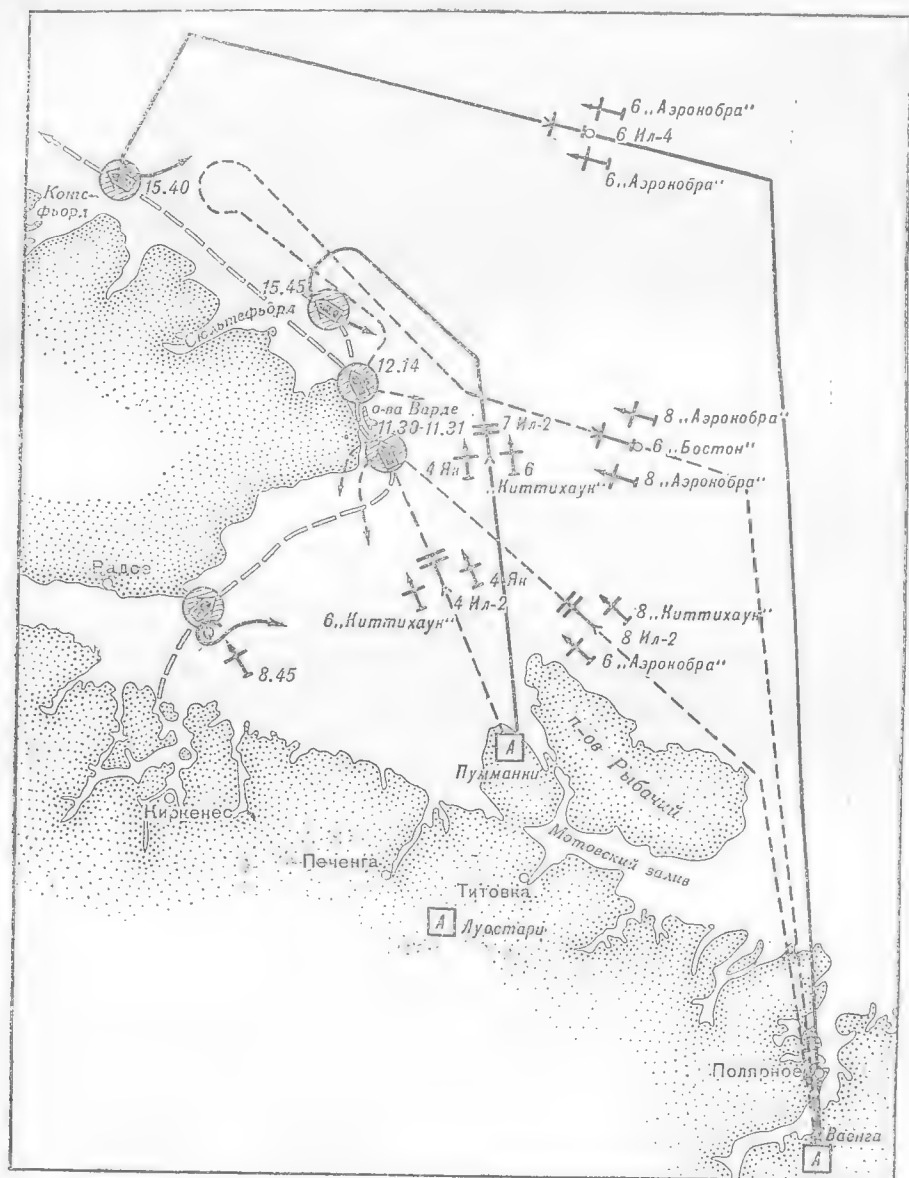 6 „Аэрокобра"
6 Ил-4
6 „Аэрокобра"
15.40
Конгс-
фьорд
15.45
Сюльтефьорд
12.14
о-ва Варде
11.30-11.31
7 Ил-2
4 Як
6
„Киттихаук"
8 „Аэрокобра"
6 „Бостон"
8 „Аэрокобра"
Вадсе
4 Як
4 Ил-2
6 „Киттихаук"
8 „Киттихаук"
8 Ил-2
6 „Аэрокобра"
8.45
А
Пумманки
п-ов Рыбачий
Киркенес
Печенга
Мотовский залив
Титовка
А Луостари
Полярное
Ваенга
А